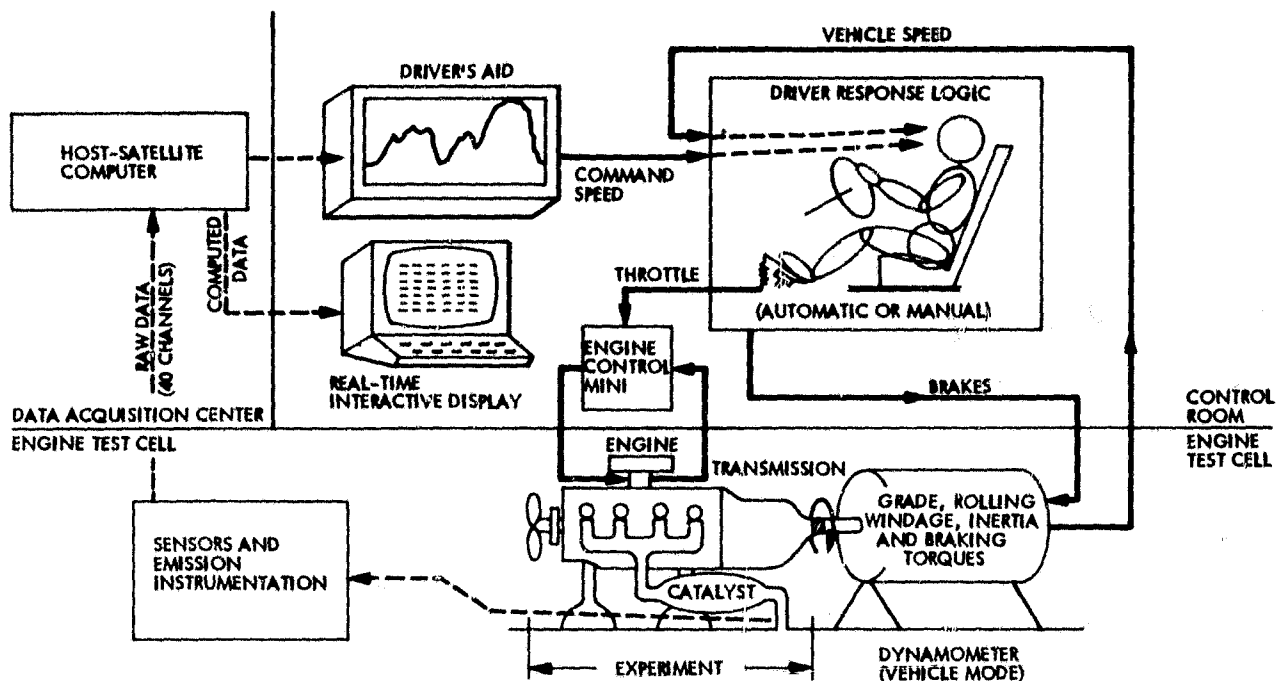 VEHICLE SPEED
DRIVER'S AID
DRIVER RESPONSE LOGIC
HOST-SATELLITE
COMPUTER
COMMAND
SPEED
RAW DATA
(40 CHANNELS)
COMPUTED
DATA
THROTTLE
(AUTOMATIC OR MANUAL)
ENGINE
CONTROL
MINI
REAL-TIME
INTERACTIVE DISPLAY
BRAKES
DATA ACQUISITION CENTER
ENGINE TEST CELL
CONTROL
ROOM
ENGINE
TEST CELL
ENGINE
TRANSMISSION
GRADE, ROLLING
WINDAGE, INERTIA
AND BRAKING
TORQUES
SENSORS AND
EMISSION
INSTRUMENTATION
CATALYST
EXPERIMENT
DYNAMOMETER
(VEHICLE MODE)